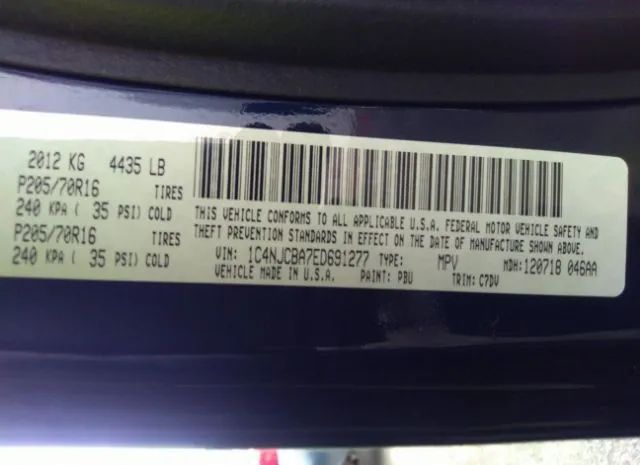 2012 KG 4435 LB
P205/70R16 TIRES
240 KPA ( 35 PSI) COLD
P205/70R16 TIRES
240 KPA ( 35 PSI) COLD
THIS VEHICLE CONFORMS TO ALL APPLICABLE U.S.A. FEDERAL MOTOR VEHICLE SAFETY AND
THEFT PREVENTION STANDARDS IN EFFECT ON THE DATE OF MANUFACTURE SHOWN ABOVE.
VIN: 1C4NJCBA7ED691277 TYPE: MPV MDH: 120718 046AA
VEHICLE MADE IN U.S.A. PAINT: PBU TRIM: C7DV